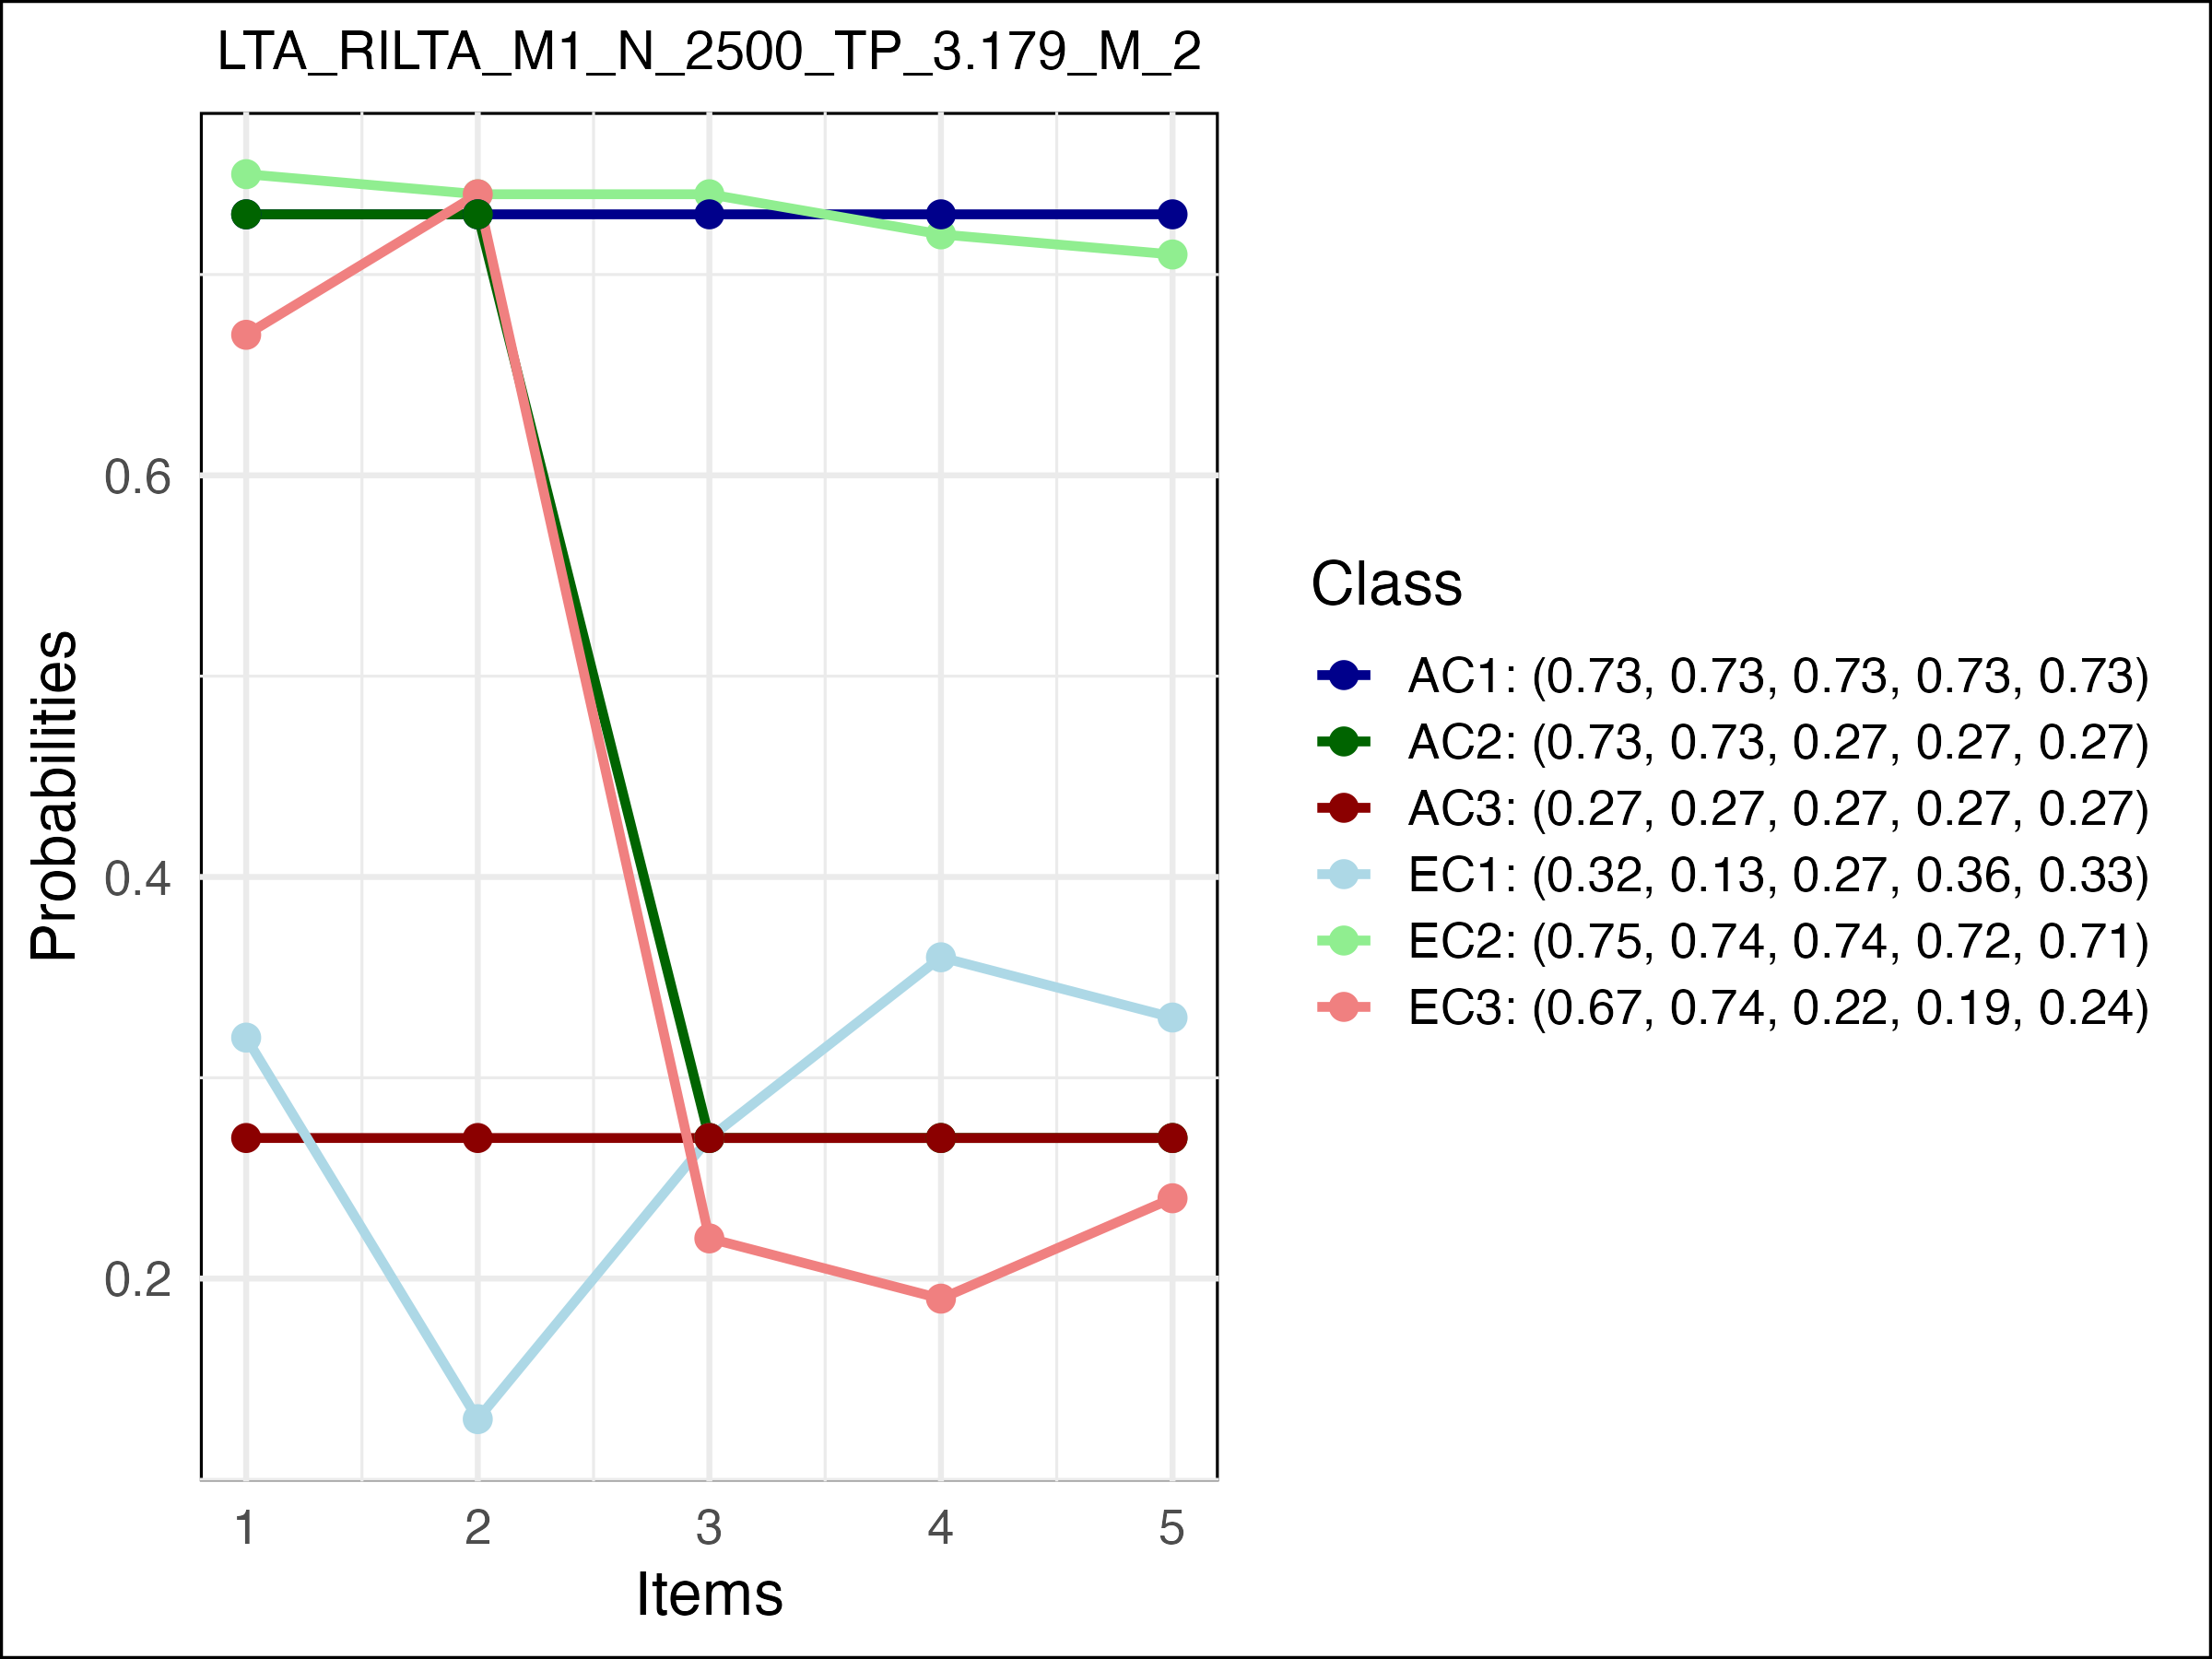 LTA_RILTA_M1_N_2500_TP_3.179_M_2
Probabilities
0.6
0.4
0.2
1 2 3 4 5
Items
Class
AC1: (0.73, 0.73, 0.73, 0.73, 0.73)
AC2: (0.73, 0.73, 0.27, 0.27, 0.27)
AC3: (0.27, 0.27, 0.27, 0.27, 0.27)
EC1: (0.32, 0.13, 0.27, 0.36, 0.33)
EC2: (0.75, 0.74, 0.74, 0.72, 0.71)
EC3: (0.67, 0.74, 0.22, 0.19, 0.24)